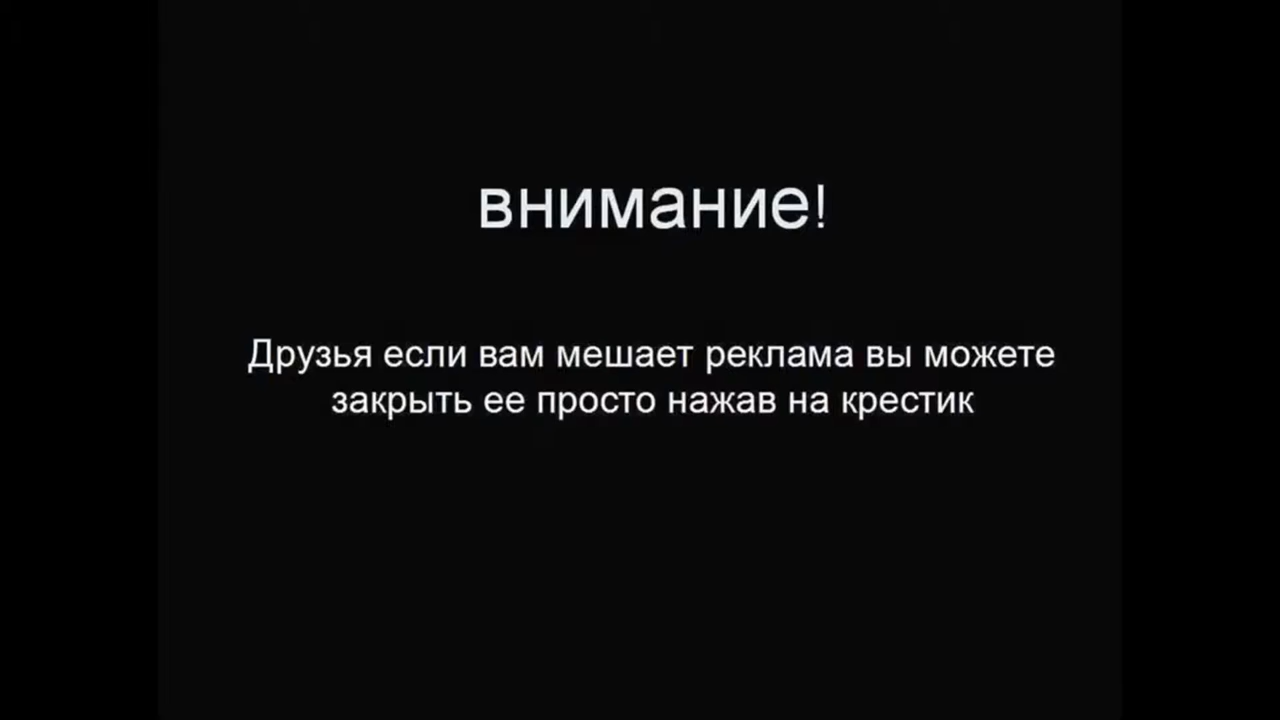 внимание!
Друзья если вам мешает реклама вы можете
закрыть ее просто нажав на крестик